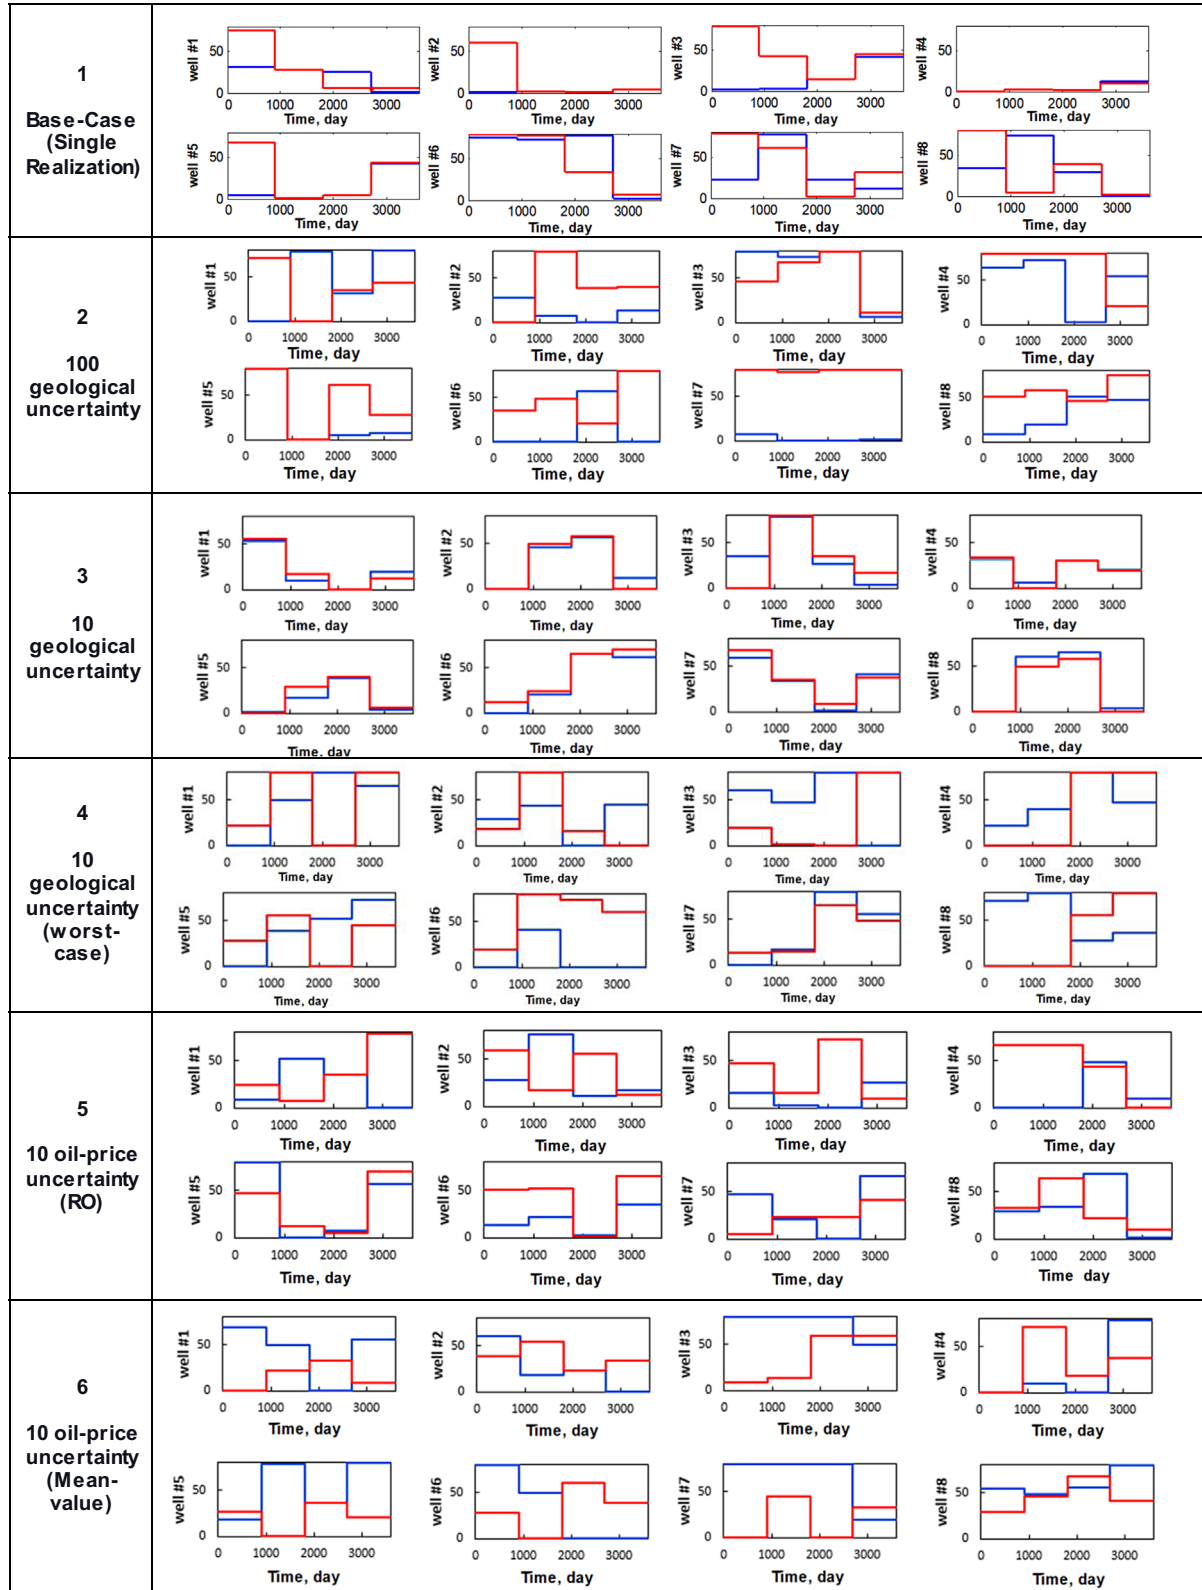 1
Base-Case
(Single
Realization)
well #1 well #2 well #3 well #4
50 50 50 50
0 0 0 0
0 1000 2000 3000 0 1000 2000 3000 0 1000 2000 3000 0 1000 2000 3000
Time, day Time, day Time, day Time, day
well #5 well #6 well #7 well #8
50 50 50 50
0 0 0 0
0 1000 2000 3000 0 1000 2000 3000 0 1000 2000 3000 0 1000 2000 3000
Time, day Time, day Time, day Time, day
2
100
geological
uncertainty
well #1 well #2 well #3 well #4
50 50 50 50
0 0 0 0
0 1000 2000 3000 0 1000 2000 3000 0 1000 2000 3000 0 1000 2000 3000
Time, day Time, day Time, day Time, day
well #5 well #6 well #7 well #8
50 50 50 50
0 0 0 0
0 1000 2000 3000 0 1000 2000 3000 0 1000 2000 3000 0 1000 2000 3000
Time, day Time, day Time, day Time, day
3
10
geological
uncertainty
well #1 well #2 well #3 well #4
50 50 50 50
0 0 0 0
0 1000 2000 3000 0 1000 2000 3000 0 1000 2000 3000 0 1000 2000 3000
Time, day Time, day Time, day Time, day
well #5 well #6 well #7 well #8
50 50 50 50
0 0 0 0
0 1000 2000 3000 0 1000 2000 3000 0 1000 2000 3000 0 1000 2000 3000
Time, day Time, day Time, day Time, day
4
10
geological
uncertainty
(worst-
case)
well #1 well #2 well #3 well #4
50 50 50 50
0 0 0 0
0 1000 2000 3000 0 1000 2000 3000 0 1000 2000 3000 0 1000 2000 3000
Time, day Time, day Time, day Time, day
well #5 well #6 well #7 well #8
50 50 50 50
0 0 0 0
0 1000 2000 3000 0 1000 2000 3000 0 1000 2000 3000 0 1000 2000 3000
Time, day Time, day Time, day Time, day
5
10 oil-price
uncertainty
(RO)
well #1 well #2 well #3 well #4
50 50 50 50
0 0 0 0
0 1000 2000 3000 0 1000 2000 3000 0 1000 2000 3000 0 1000 2000 3000
Time, day Time, day Time, day Time, day
well #5 well #6 well #7 well #8
50 50 50 50
0 0 0 0
0 1000 2000 3000 0 1000 2000 3000 0 1000 2000 3000 0 1000 2000 3000
Time, day Time, day Time, day Time day
6
10 oil-price
uncertainty
(Mean-
value)
well #1 well #2 well #3 well #4
50 50 50 50
0 0 0 0
0 1000 2000 3000 0 1000 2000 3000 0 1000 2000 3000 0 1000 2000 3000
Time, day Time, day Time, day Time, day
well #5 well #6 well #7 well #8
50 50 50 50
0 0 0 0
0 1000 2000 3000 0 1000 2000 3000 0 1000 2000 3000 0 1000 2000 3000
Time, day Time, day Time, day Time, day